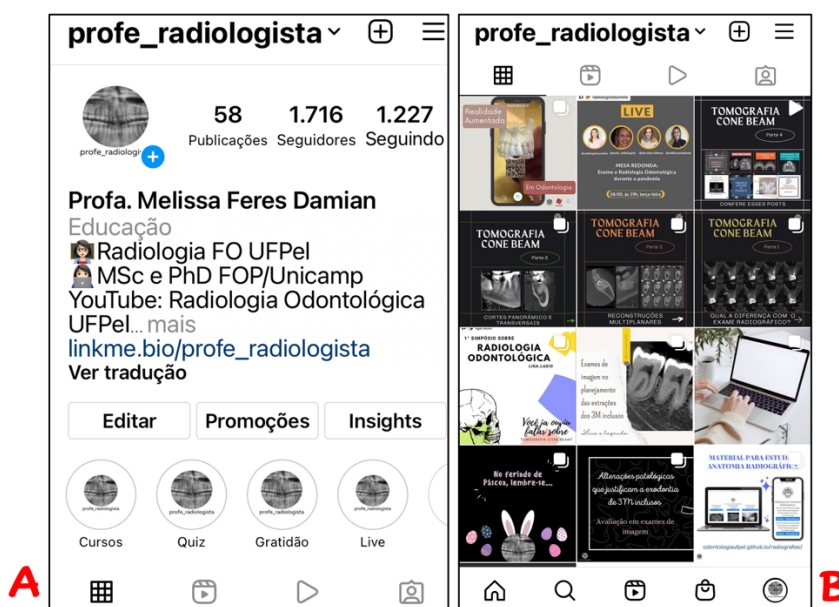 profe_radiologista
58
1.716
1.227
Publicações
Seguidores
Seguindo
Profa. Melissa Feres Damian
Educação
Radiologia FO UFPel
MSc e PhD FOP/Unicamp
YouTube: Radiologia Odontológica
UFPel... mais
linkme.bio/profe_radiologista
Ver tradução
Editar
Promoções
Insights
Cursos
Quiz
Gratidão
Live
A
profe_radiologista
Realidade
Aumentada
Em Odontologia
LIVE
MESA REDONDA:
Ensino e Radiologia Odontológica
durante a pandemia
TOMOGRAFIA
CONE BEAM
Parte 4
CONFERE ESSES POSTS
TOMOGRAFIA
CONE BEAM
Parte 3
CORTES PANORÂMICO E
TRANSVERSAIS
TOMOGRAFIA
CONE BEAM
Parte 2
RECONSTRUÇÕES
MULTIPLANARES
TOMOGRAFIA
CONE BEAM
Parte 1
QUAL A DIFERENÇA COM O
EXAME RADIOGRÁFICO?
1º SIMPÓSIO SOBRE
RADIOLOGIA
ODONTOLÓGICA
Você ja ouviu
falar sobre
TOMOGRAFIA CONE BEAM?
Exames de
imagem no
planejamento
das extrações
dos 3M inclusos
No feriado de
Páscoa, lembre-se...
Alterações patológicas
que justificam a exodontia
de 3M inclusos
Avaliação em exames de
imagem
MATERIAL PARA ESTUDO
ANATOMIA RADIOGRÁFICA
odontologiaufpel.github.io/radiografias/
B